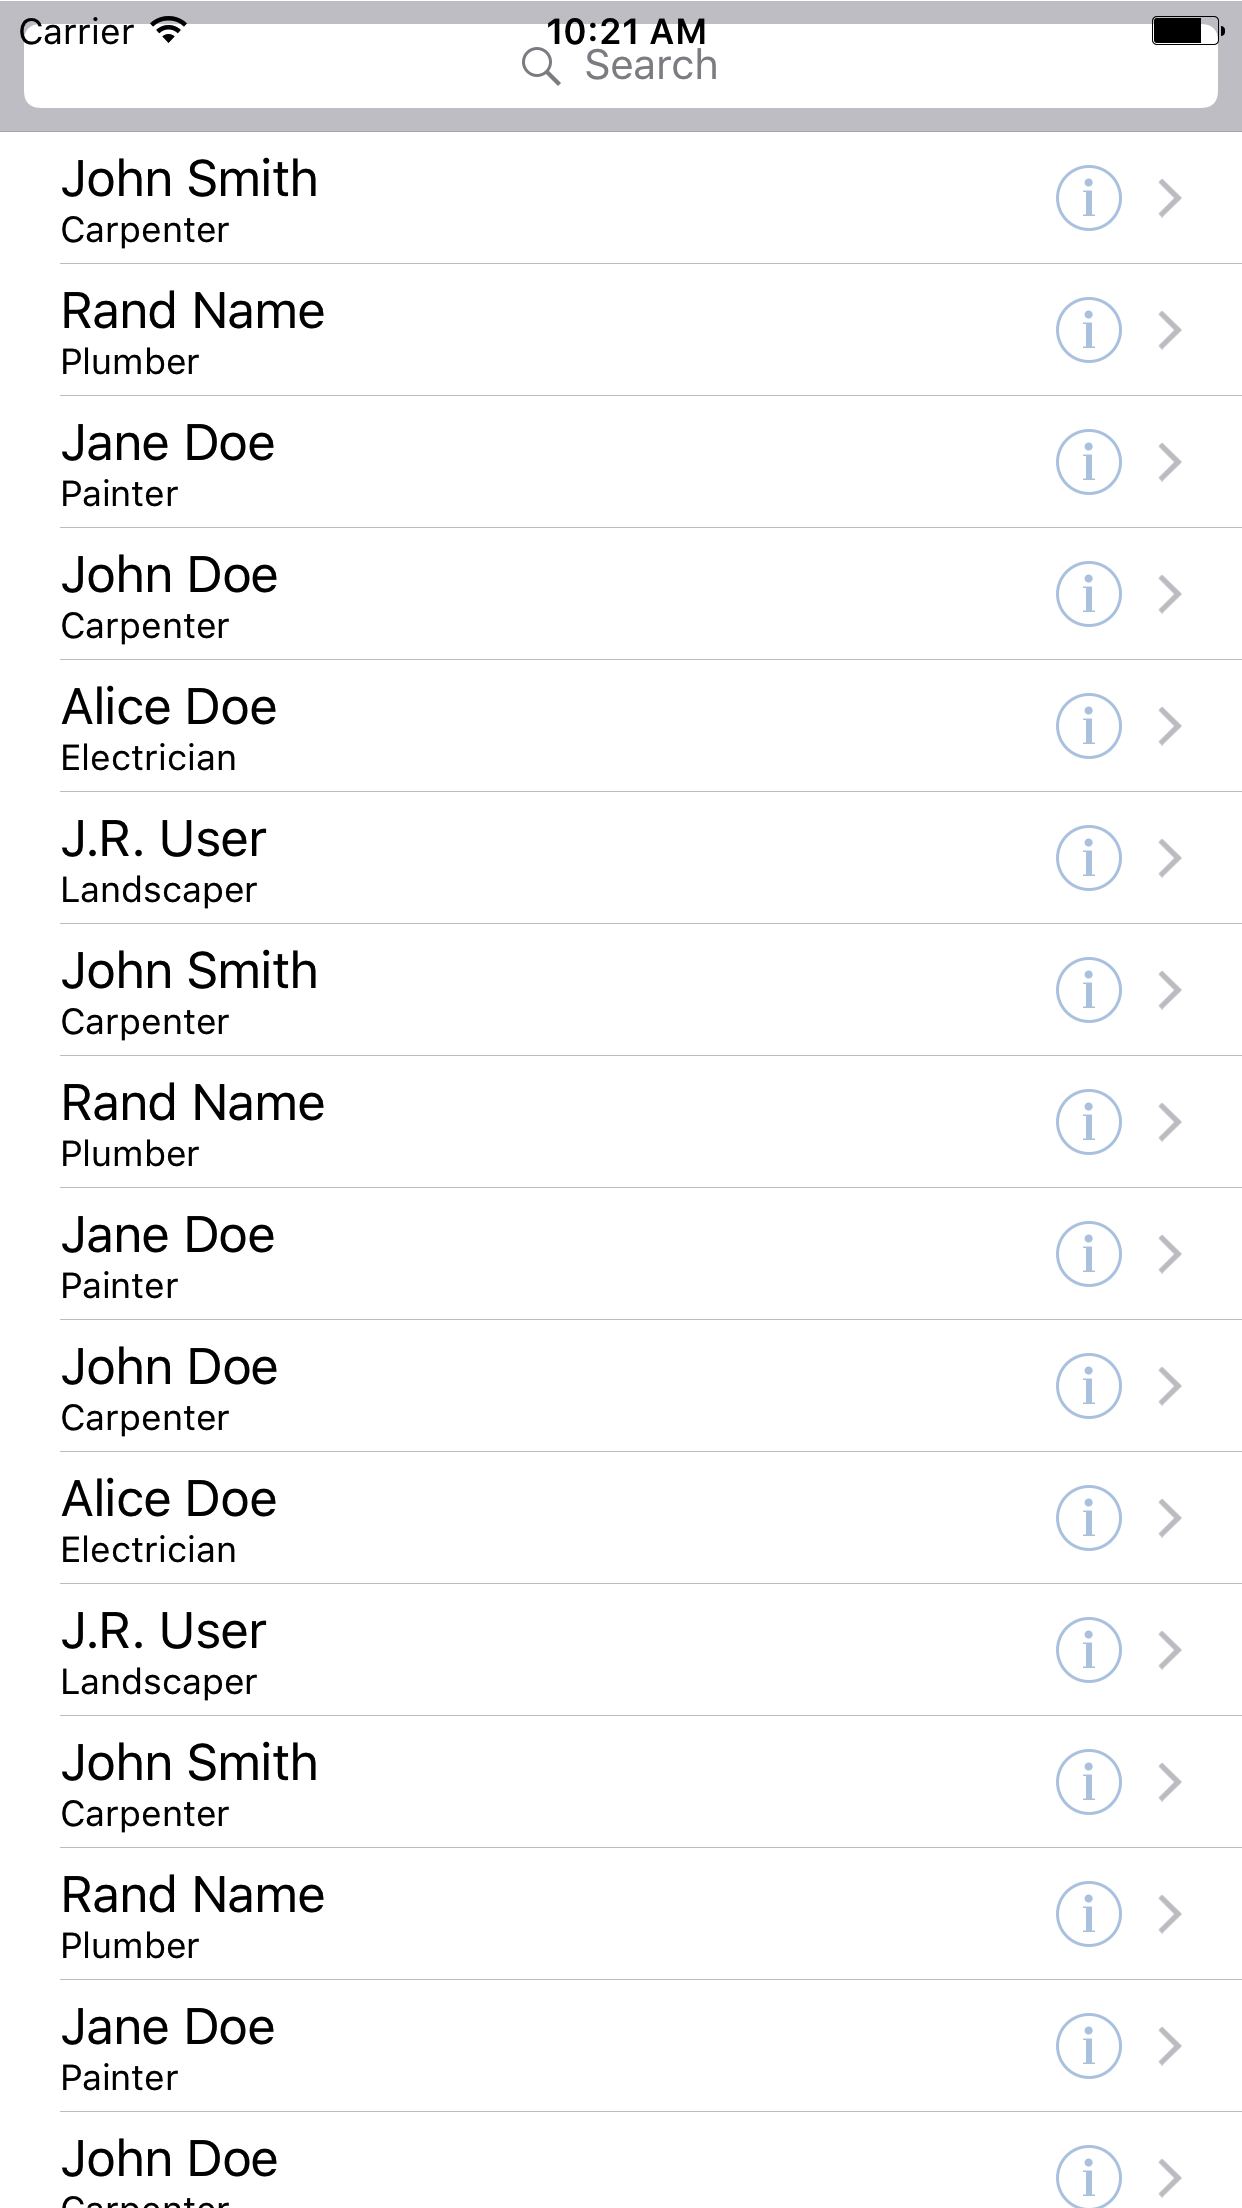 Carrier 10:21 AM
Search
John Smith
Carpenter
Rand Name
Plumber
Jane Doe
Painter
John Doe
Carpenter
Alice Doe
Electrician
J.R. User
Landscaper
John Smith
Carpenter
Rand Name
Plumber
Jane Doe
Painter
John Doe
Carpenter
Alice Doe
Electrician
J.R. User
Landscaper
John Smith
Carpenter
Rand Name
Plumber
Jane Doe
Painter
John Doe
Carpenter